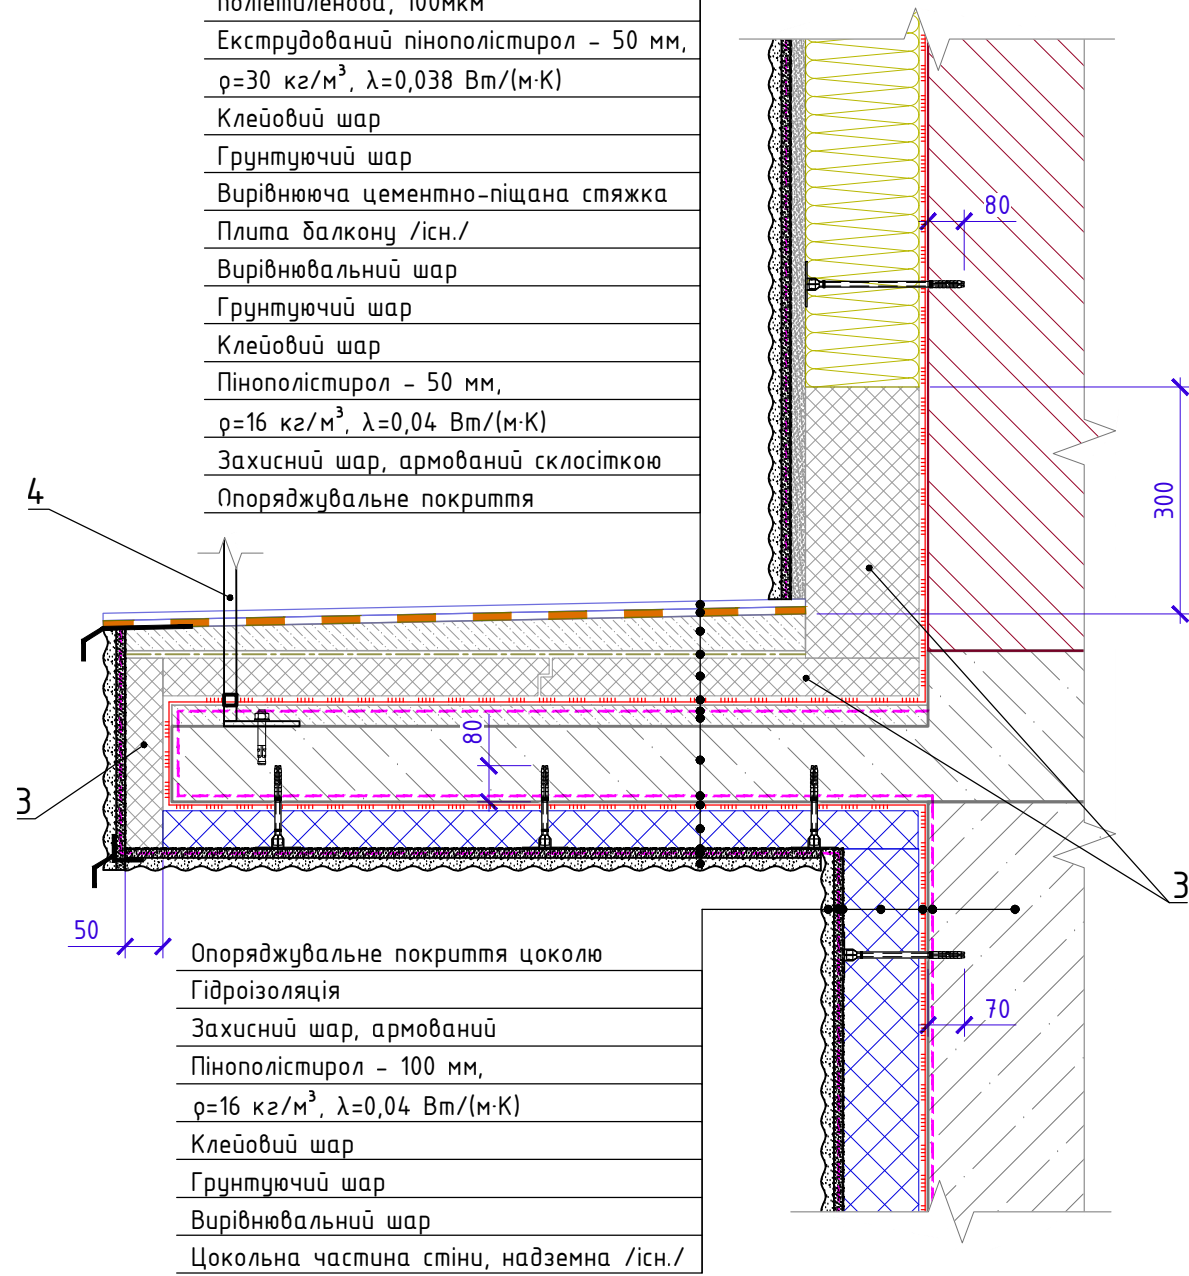 Поліетиленова, 100мкм
Екструдований пінополістирол - 50 мм,
ρ=30 кг/м³, λ=0,038 Вт/(м·К)
Клейовий шар
Грунтуючий шар
Вирівнююча цементно-піщана стяжка
Плита балкону /існ./
Вирівнювальний шар
Грунтуючий шар
Клейовий шар
Пінополістирол - 50 мм,
ρ=16 кг/м³, λ=0,04 Вт/(м·К)
Захисний шар, армований склосіткою
Опоряджувальне покриття
80
300
4
80
3
3
50
70
Опоряджувальне покриття цоколю
Гідроізоляція
Захисний шар, армований
Пінополістирол - 100 мм,
ρ=16 кг/м³, λ=0,04 Вт/(м·К)
Клейовий шар
Грунтуючий шар
Вирівнювальний шар
Цокольна частина стіни, надземна /існ./